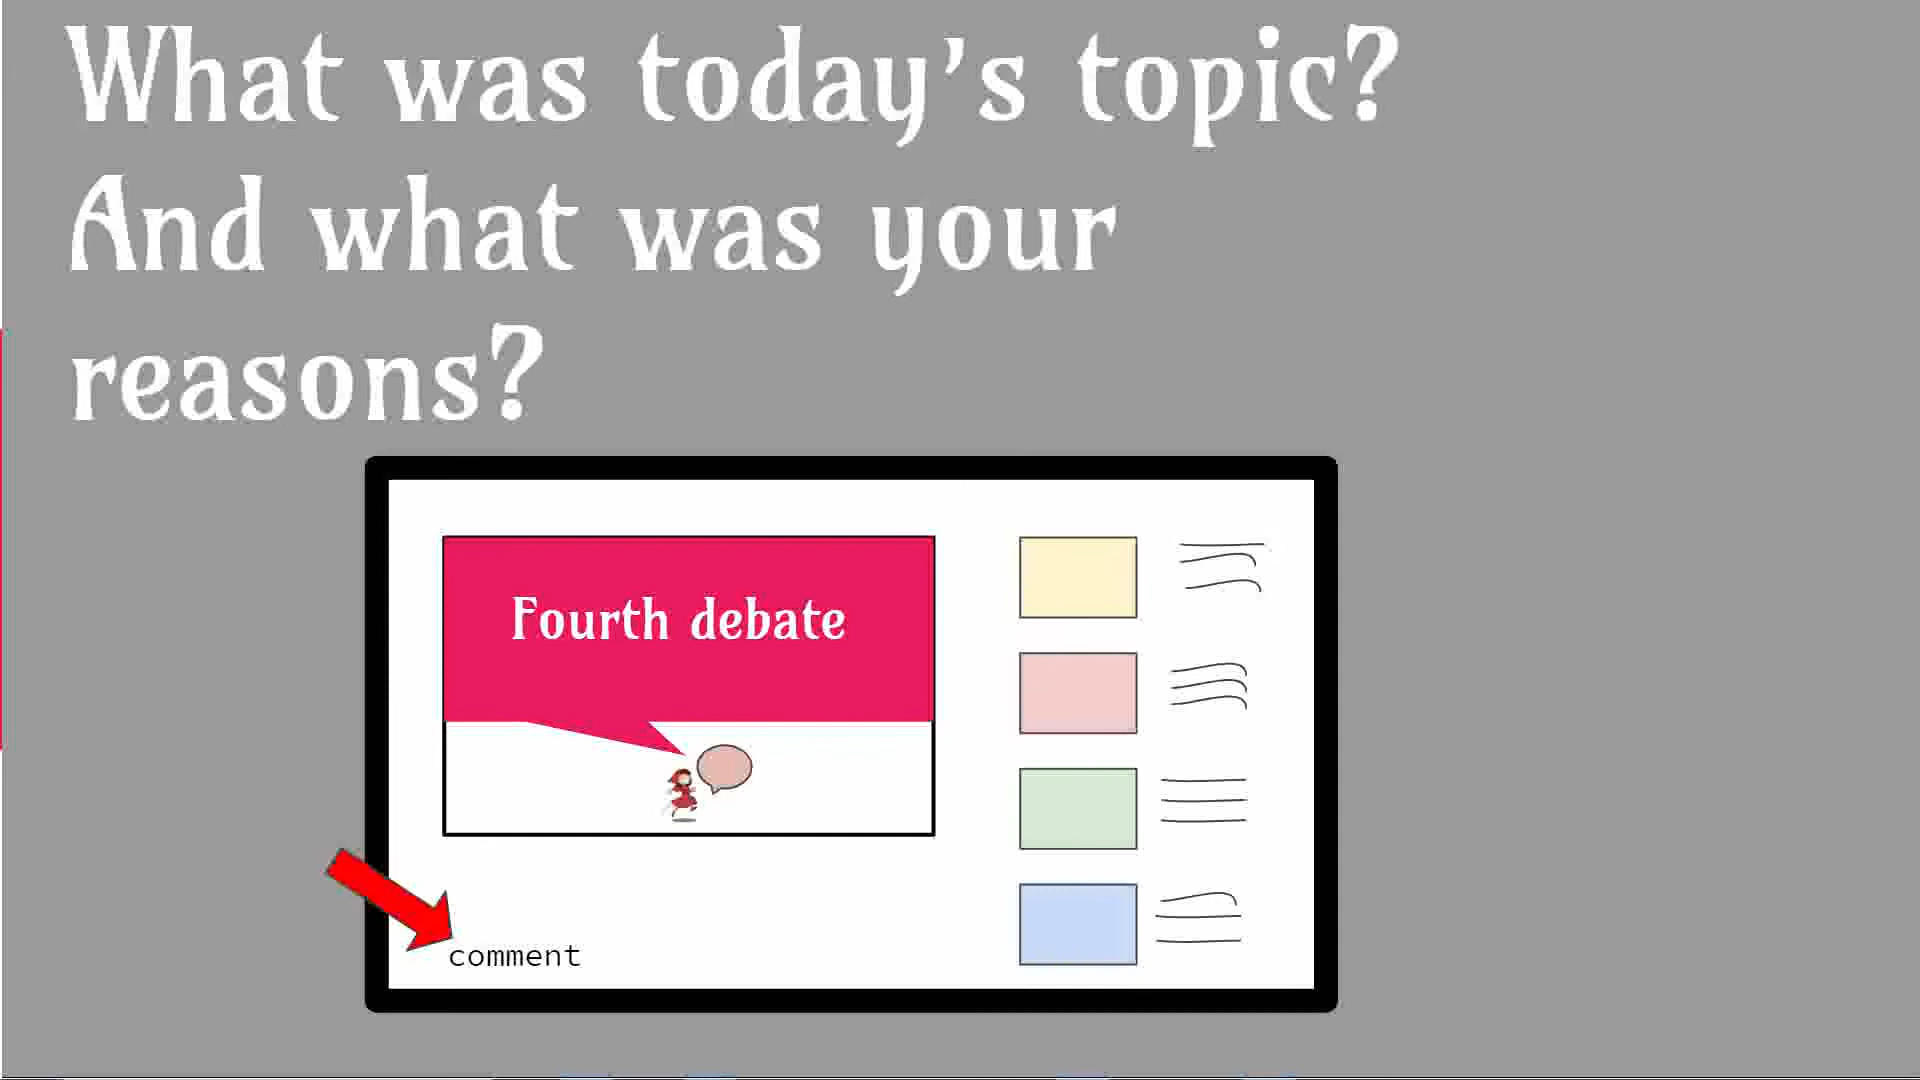 What was today's topic?
And what was your
reasons?
Fourth debate
comment